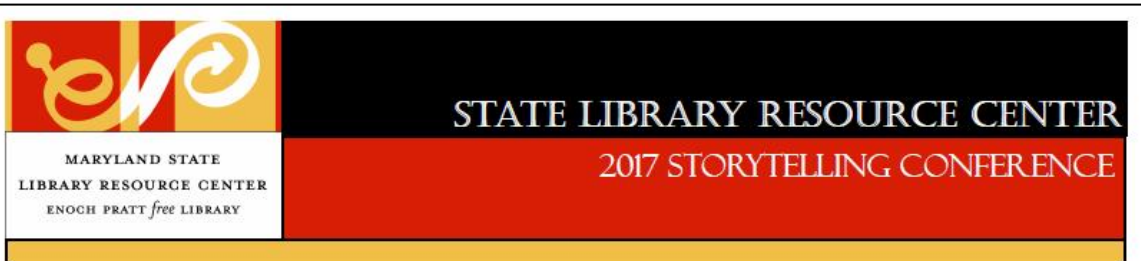 STATE LIBRARY RESOURCE CENTER
2017 STORYTELLING CONFERENCE
MARYLAND STATE
LIBRARY RESOURCE CENTER
ENOCH PRATT free LIBRARY